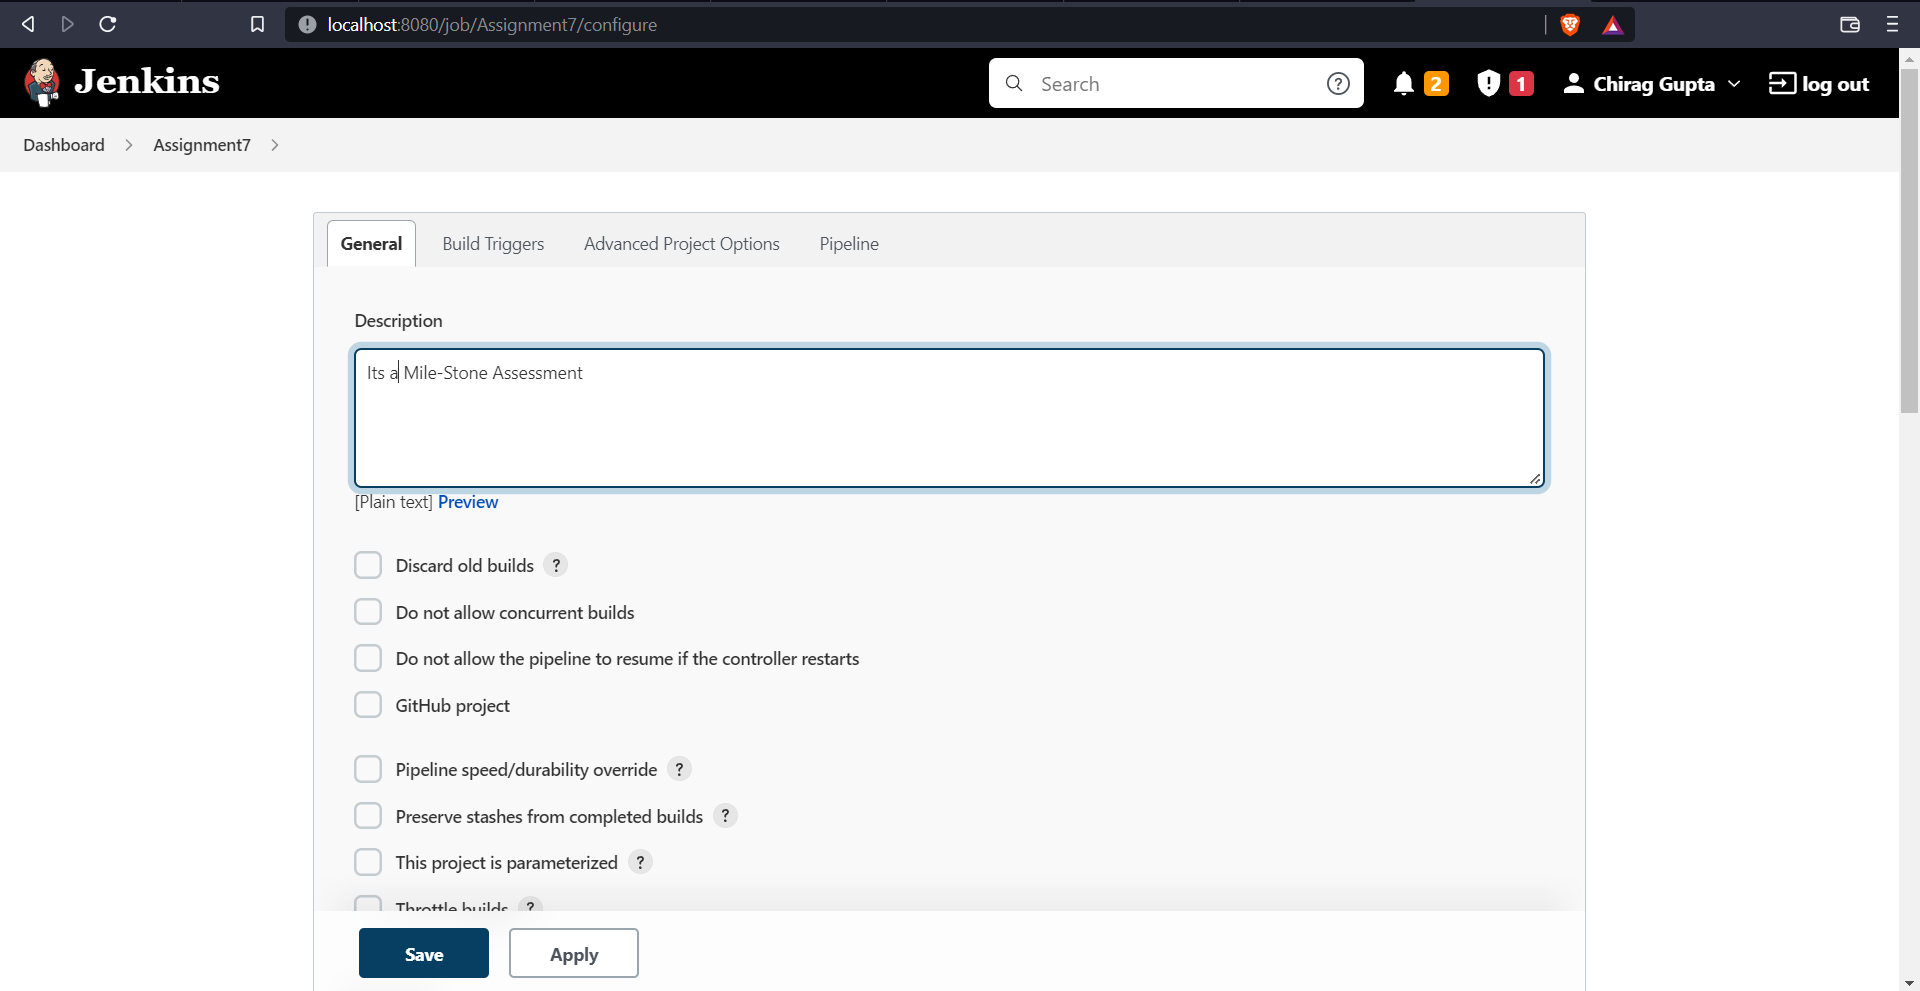 localhost:8080/job/Assignment7/configure
Jenkins
Search
?
2
!
1
Chirag Gupta
log out
Dashboard
Assignment7
General
Build Triggers
Advanced Project Options
Pipeline
Description
Its a Mile-Stone Assessment
[Plain text] Preview
Discard old builds ?
Do not allow concurrent builds
Do not allow the pipeline to resume if the controller restarts
GitHub project
Pipeline speed/durability override ?
Preserve stashes from completed builds ?
This project is parameterized ?
Throttle builds ?
Save
Apply